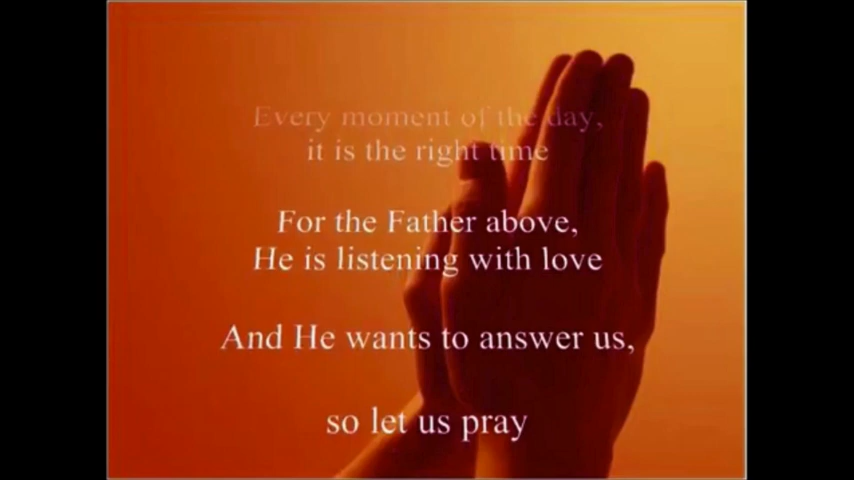 Every moment of the day,
it is the right time
For the Father above,
He is listening with love
And He wants to answer us,
so let us pray